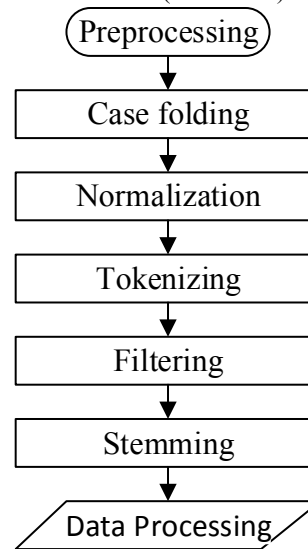 Preprocessing
Case folding
Normalization
Tokenizing
Filtering
Stemming
Data Processing